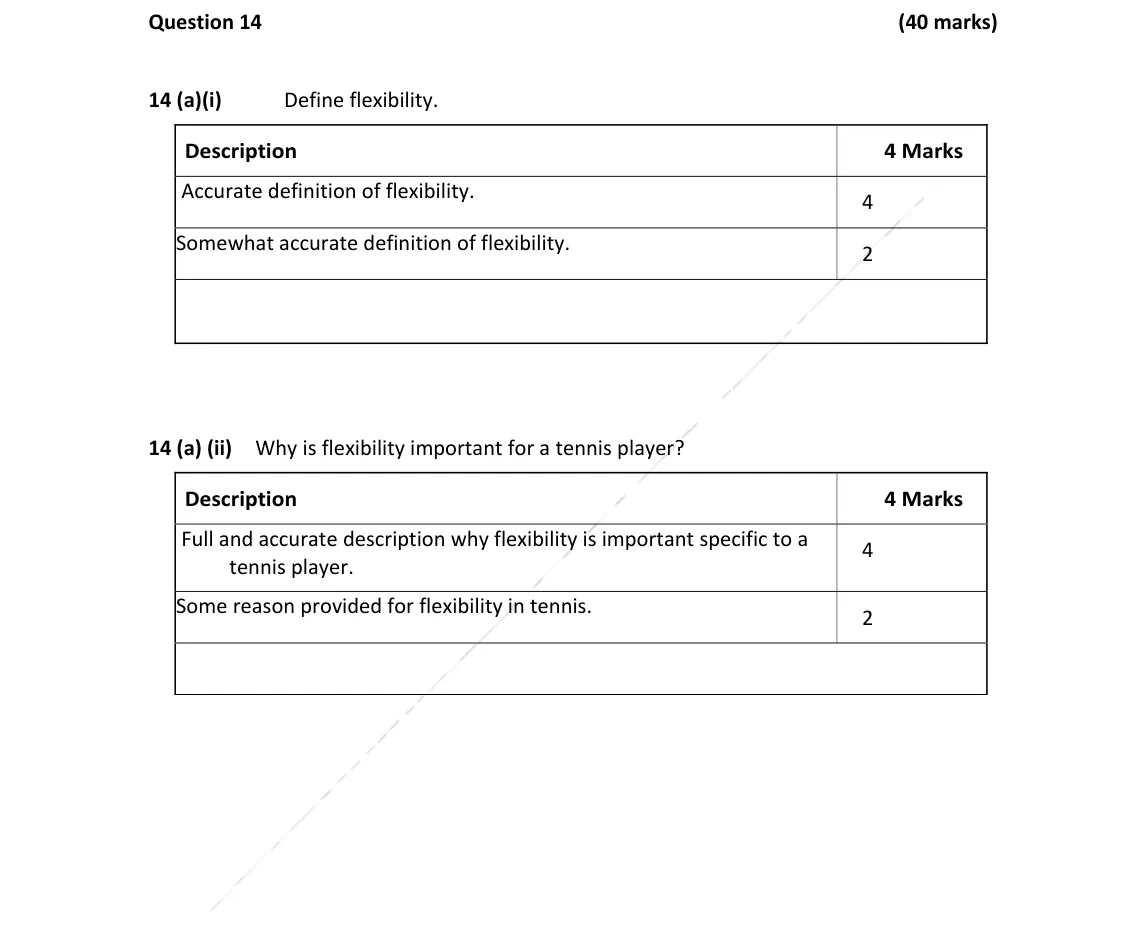 Question 14 (40 marks)
14 (a)(i) Define flexibility.
Description 4 Marks
Accurate definition of flexibility. 4
Somewhat accurate definition of flexibility. 2
14 (a) (ii) Why is flexibility important for a tennis player?
Description 4 Marks
Full and accurate description why flexibility is important specific to a 4
tennis player.
Some reason provided for flexibility in tennis. 2